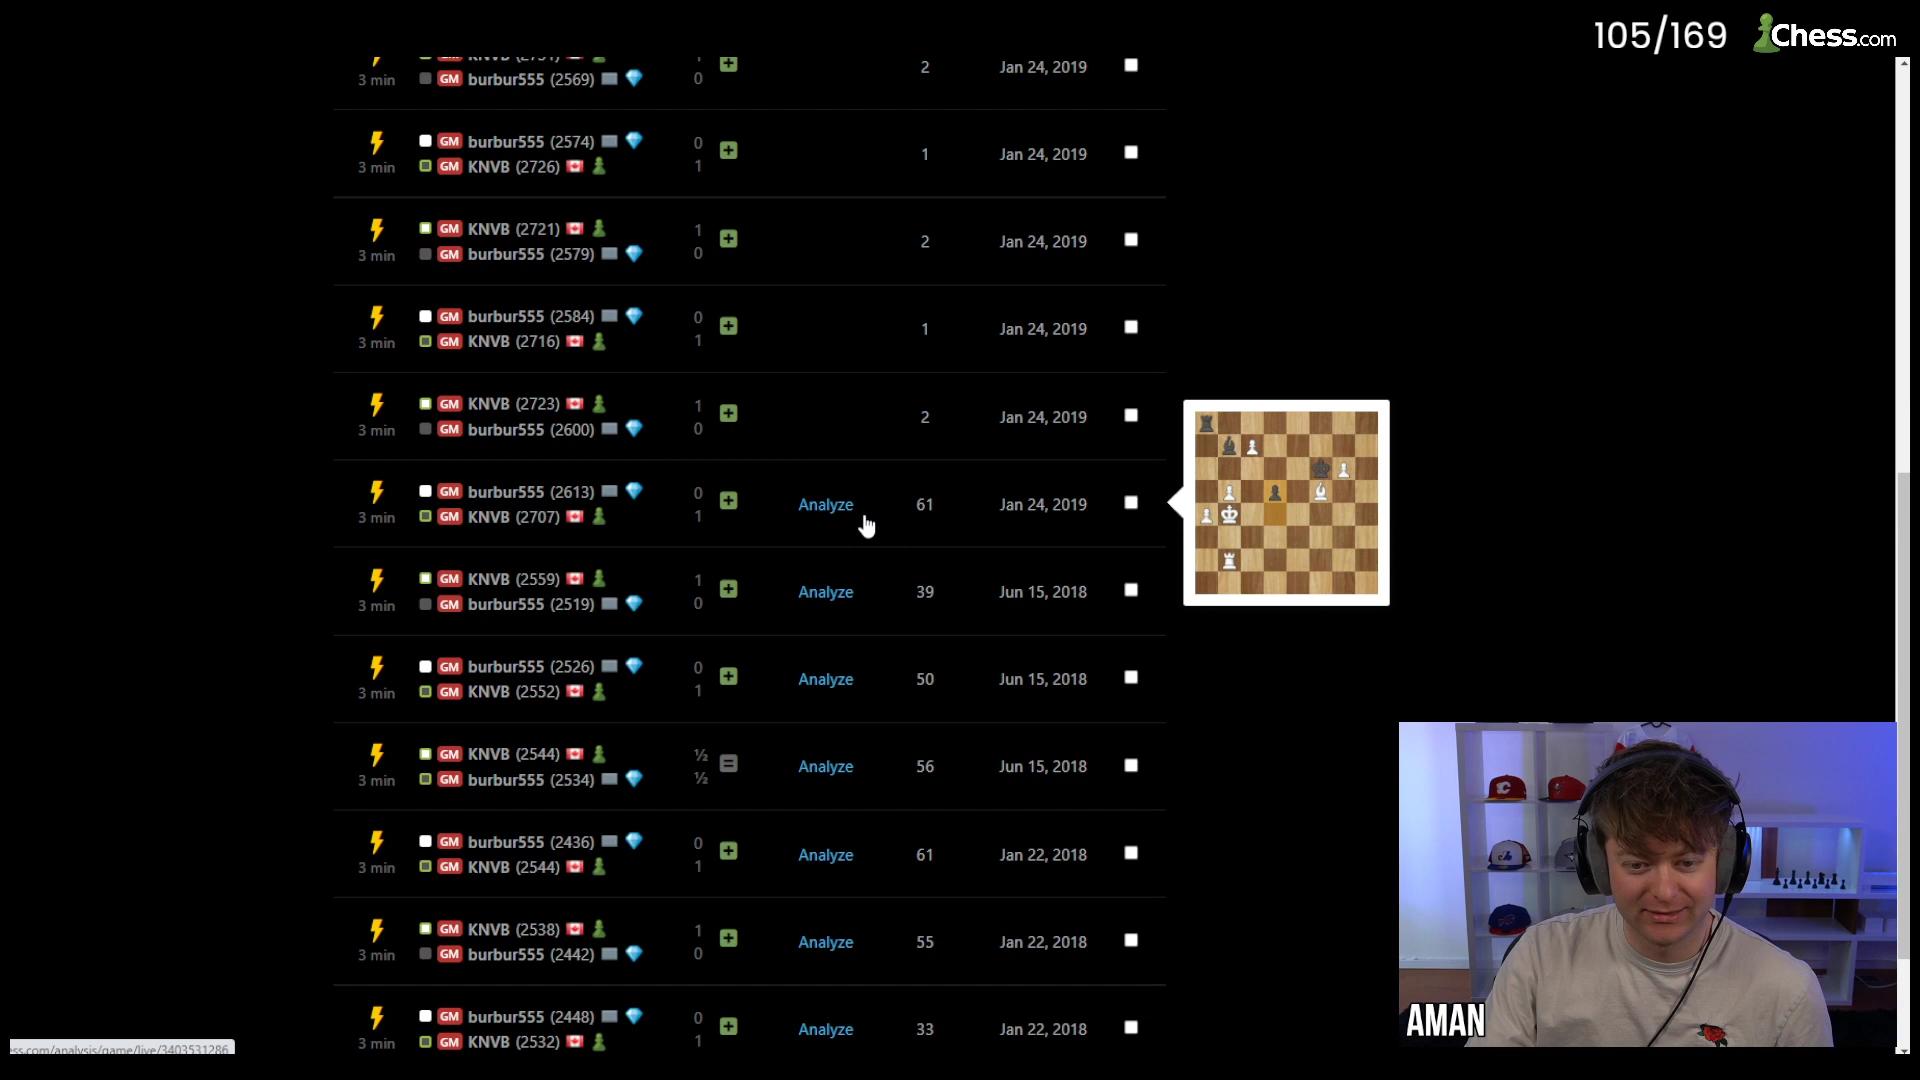 105/169 Chess.com
KNVB (2731) 1
3 min GM burbur555 (2569) 0 2 Jan 24, 2019
GM burbur555 (2574) 0
3 min GM KNVB (2726) 1 1 Jan 24, 2019
GM KNVB (2721) 1
3 min GM burbur555 (2579) 0 2 Jan 24, 2019
GM burbur555 (2584) 0
3 min GM KNVB (2716) 1 1 Jan 24, 2019
GM KNVB (2723) 1
3 min GM burbur555 (2600) 0 2 Jan 24, 2019
GM burbur555 (2613) 0
3 min GM KNVB (2707) 1 Analyze 61 Jan 24, 2019
GM KNVB (2559) 1
3 min GM burbur555 (2519) 0 Analyze 39 Jun 15, 2018
GM burbur555 (2526) 0
3 min GM KNVB (2552) 1 Analyze 50 Jun 15, 2018
GM KNVB (2544) ½
3 min GM burbur555 (2534) ½ Analyze 56 Jun 15, 2018
GM burbur555 (2436) 0
3 min GM KNVB (2544) 1 Analyze 61 Jan 22, 2018
GM KNVB (2538) 1
3 min GM burbur555 (2442) 0 Analyze 55 Jan 22, 2018
GM burbur555 (2448) 0
3 min GM KNVB (2532) 1 Analyze 33 Jan 22, 2018
AMAN
ess.com/analysis/game/live/3403531286